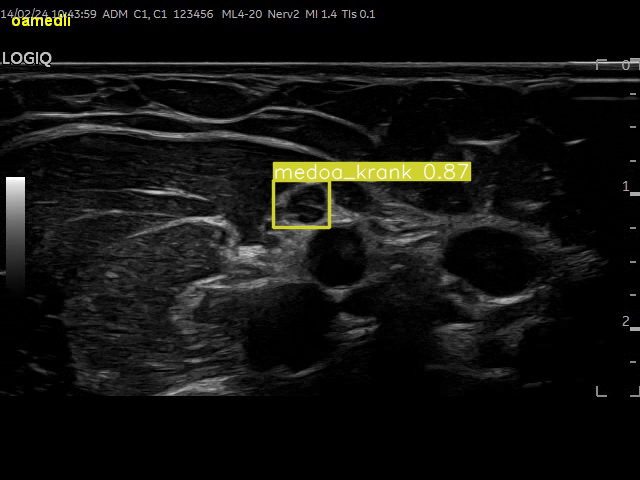 14/02/24 10:43:59 ADM C1, C1 123456 ML4-20 Nerv2 MI 1.4 TIs 0.1
oamedli
LOGIQ
0
medoa_krank 0.87
1
2